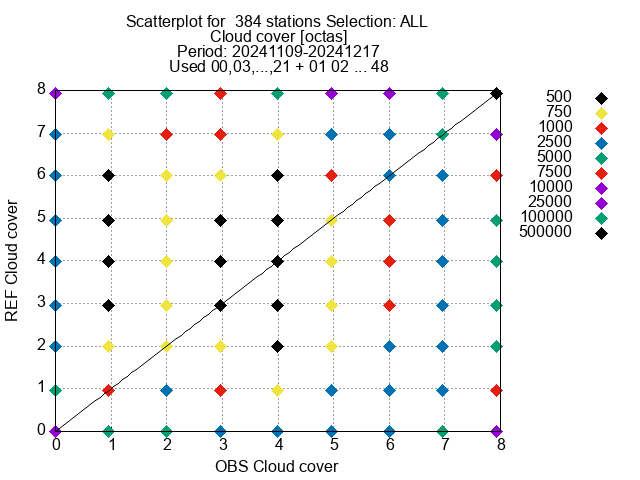 Scatterplot for  384 stations Selection: ALL
Cloud cover [octas]
Period: 20241109-20241217
Used 00,03,...,21 + 01 02 ... 48
8
7
6
5
4
3
2
1
0
REF Cloud cover
0 1 2 3 4 5 6 7 8
OBS Cloud cover
500
750
1000
2500
5000
7500
10000
25000
100000
500000